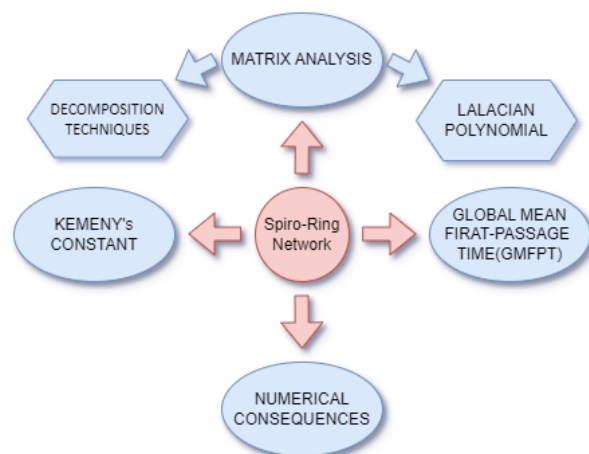 MATRIX ANALYSIS
DECOMPOSITION
TECHNIQUES
LALACIAN
POLYNOMIAL
KEMENY's
CONSTANT
Spiro-Ring
Network
GLOBAL MEAN
FIRAT-PASSAGE
TIME(GMFPT)
NUMERICAL
CONSEQUENCES